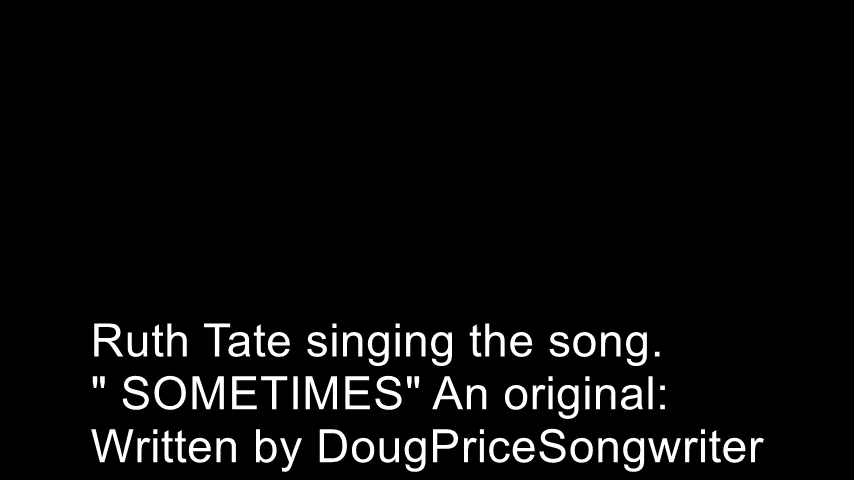 Ruth Tate singing the song.
" SOMETIMES" An original:
Written by DougPriceSongwriter